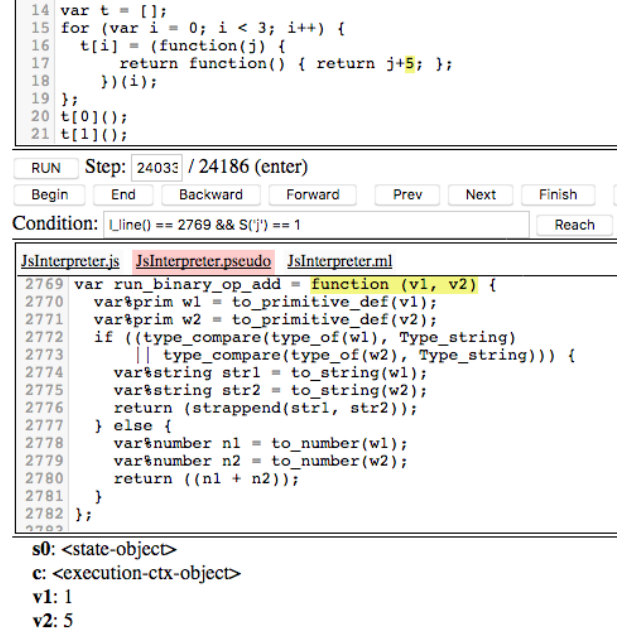 14 var t = [];
15 for (var i = 0; i < 3; i++) {
16   t[i] = (function(j) {
17       return function() { return j+5; };
18     })(i);
19 };
20 t[0]();
21 t[1]();
RUN Step: 24033 / 24186 (enter)
Begin End Backward Forward Prev Next Finish
Condition: I_line() == 2769 && S('j') == 1 Reach
JsInterpreter.js JsInterpreter.pseudo JsInterpreter.ml
2769 var run_binary_op_add = function (v1, v2) {
2770   var%prim w1 = to_primitive_def(v1);
2771   var%prim w2 = to_primitive_def(v2);
2772   if ((type_compare(type_of(w1), Type_string)
2773       || type_compare(type_of(w2), Type_string))) {
2774     var%string str1 = to_string(w1);
2775     var%string str2 = to_string(w2);
2776     return (strappend(str1, str2));
2777   } else {
2778     var%number n1 = to_number(w1);
2779     var%number n2 = to_number(w2);
2780     return ((n1 + n2));
2781   }
2782 };
2783
s0: <state-object>
c: <execution-ctx-object>
v1: 1
v2: 5